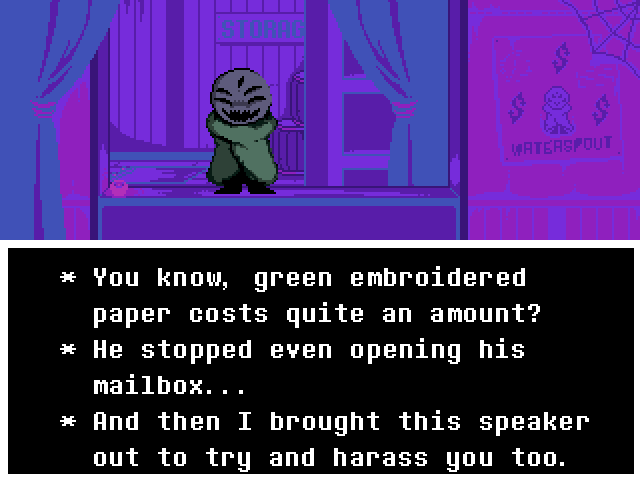 STORAG
$
$
$
WATERSPOUT
* You know, green embroidered
paper costs quite an amount?
* He stopped even opening his
mailbox...
* And then I brought this speaker
out to try and harass you too.